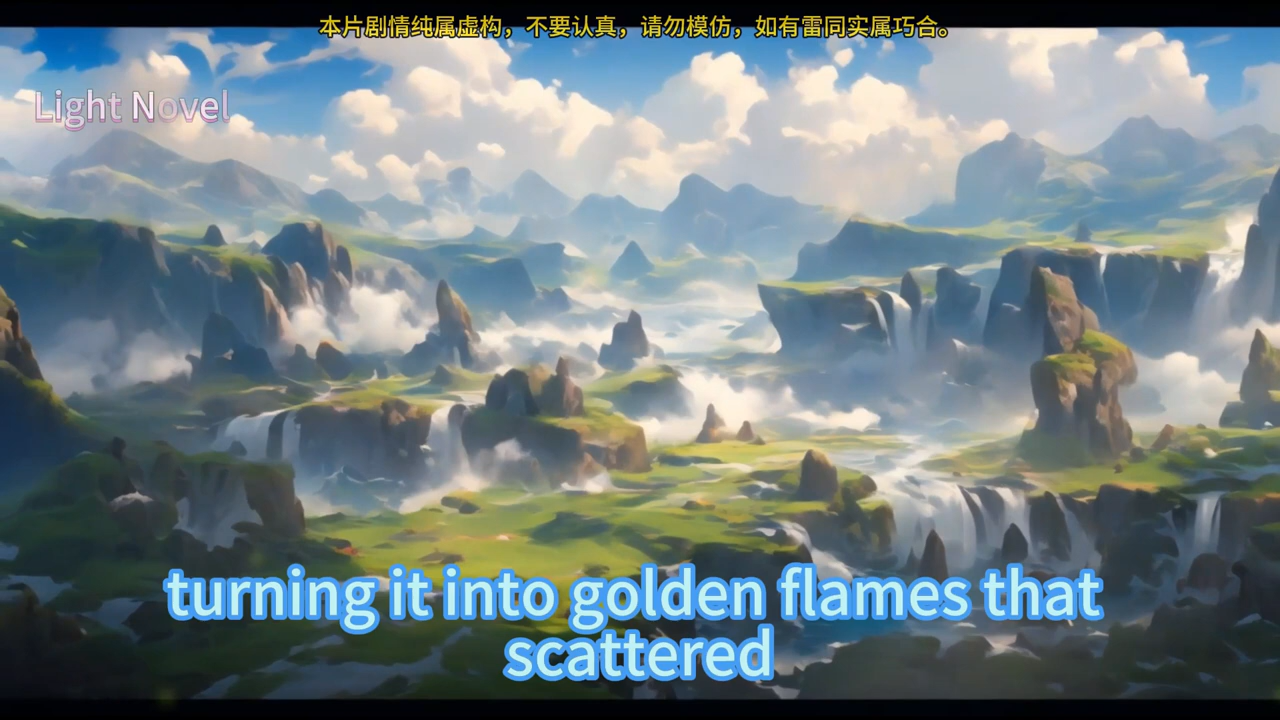 本片剧情纯属虚构，不要认真，请勿模仿，如有雷同实属巧合。
Light Novel
turning it into golden flames that
scattered